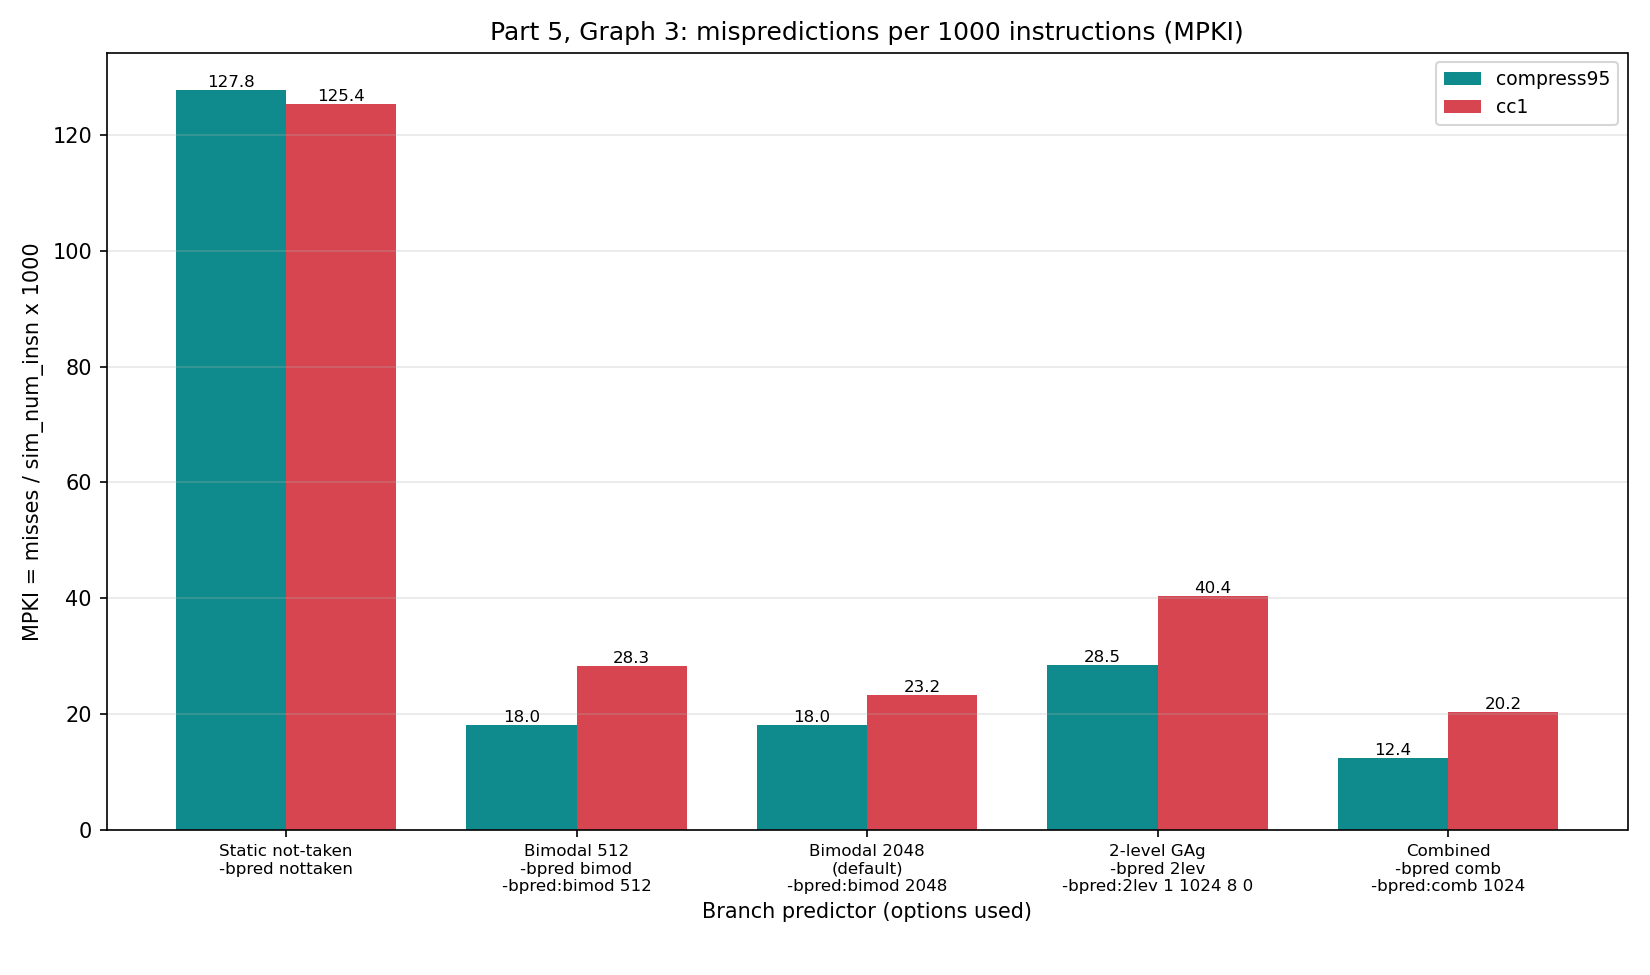 Part 5, Graph 3: mispredictions per 1000 instructions (MPKI)
compress95
cc1
MPKI = misses / sim_num_insn x 1000
120
100
80
60
40
20
0
127.8
125.4
18.0
28.3
18.0
23.2
28.5
40.4
12.4
20.2
Static not-taken
-bpred nottaken
Bimodal 512
-bpred bimod
-bpred:bimod 512
Bimodal 2048
(default)
-bpred:bimod 2048
2-level GAg
-bpred 2lev
-bpred:2lev 1 1024 8 0
Combined
-bpred comb
-bpred:comb 1024
Branch predictor (options used)